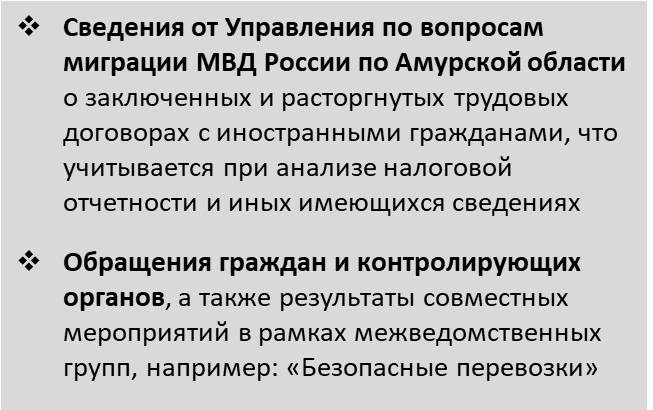 ❖ Сведения от Управления по вопросам
миграции МВД России по Амурской области
о заключенных и расторгнутых трудовых
договорах с иностранными гражданами, что
учитывается при анализе налоговой
отчетности и иных имеющихся сведениях
❖ Обращения граждан и контролирующих
органов, а также результаты совместных
мероприятий в рамках межведомственных
групп, например: «Безопасные перевозки»